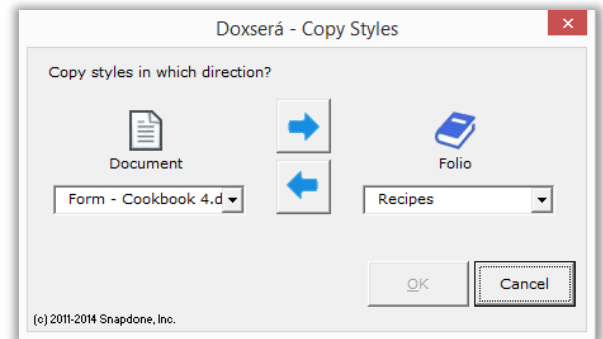 Doxserá - Copy Styles
Copy styles in which direction?
Document
Folio
Form - Cookbook 4.d
Recipes
OK
Cancel
(c) 2011-2014 Snapdone, Inc.